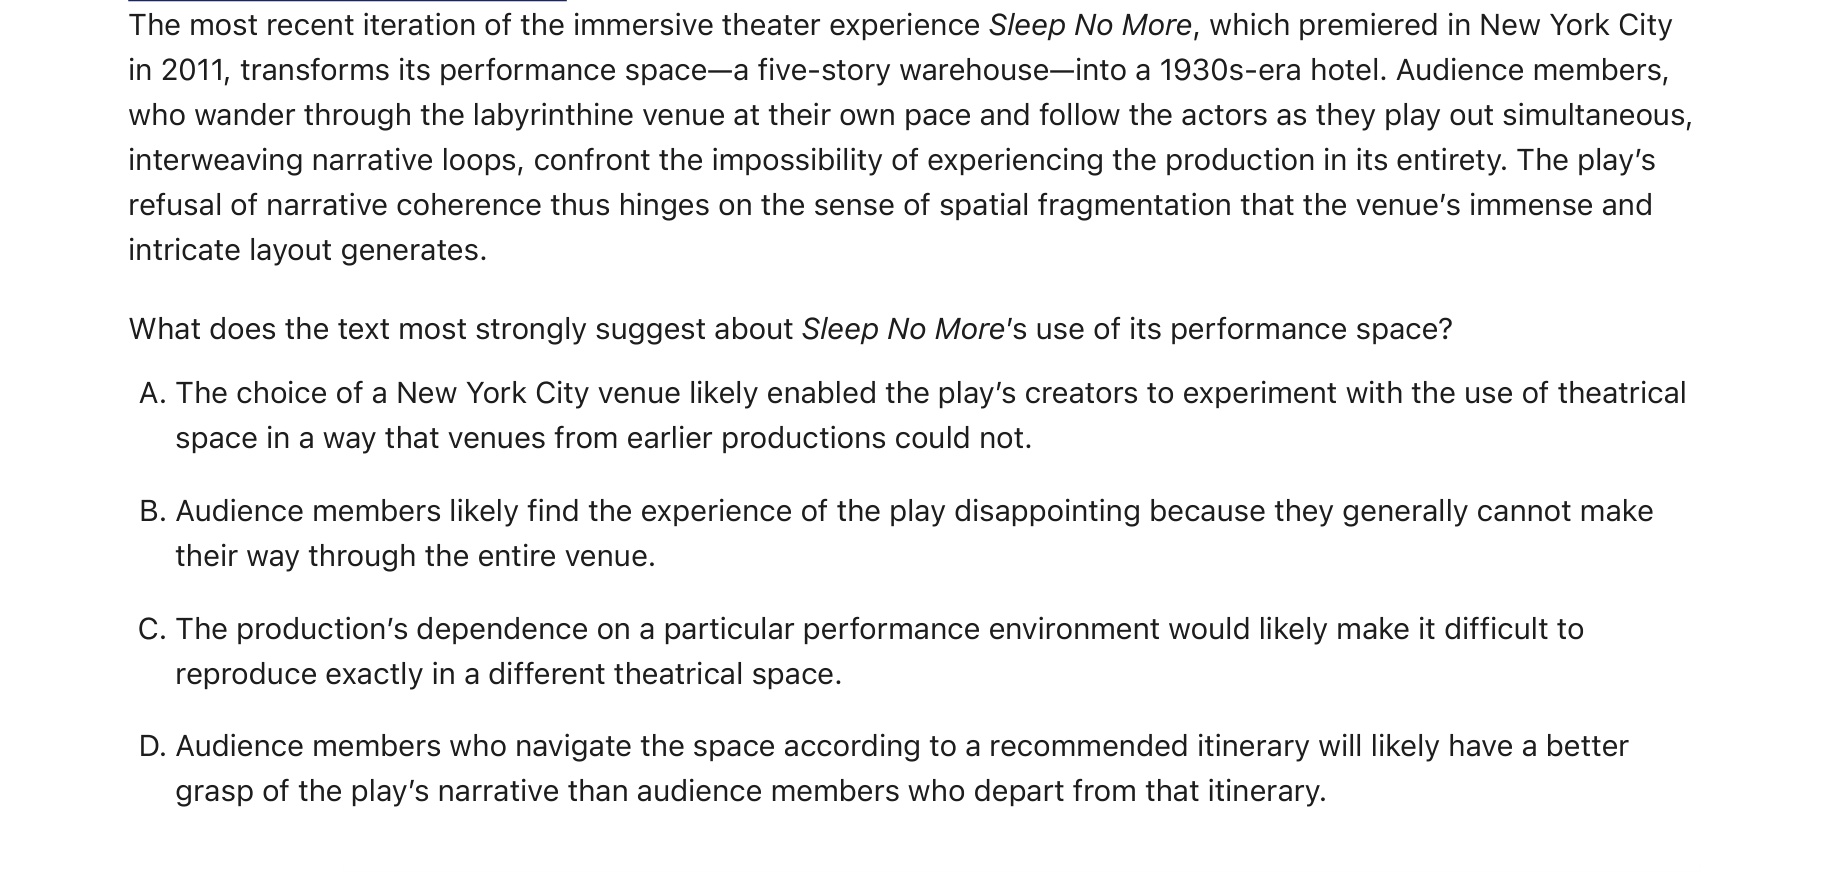 The most recent iteration of the immersive theater experience Sleep No More, which premiered in New York City
in 2011, transforms its performance space—a five-story warehouse—into a 1930s-era hotel. Audience members,
who wander through the labyrinthine venue at their own pace and follow the actors as they play out simultaneous,
interweaving narrative loops, confront the impossibility of experiencing the production in its entirety. The play’s
refusal of narrative coherence thus hinges on the sense of spatial fragmentation that the venue’s immense and
intricate layout generates.
What does the text most strongly suggest about Sleep No More’s use of its performance space?
A. The choice of a New York City venue likely enabled the play’s creators to experiment with the use of theatrical
space in a way that venues from earlier productions could not.
B. Audience members likely find the experience of the play disappointing because they generally cannot make
their way through the entire venue.
C. The production’s dependence on a particular performance environment would likely make it difficult to
reproduce exactly in a different theatrical space.
D. Audience members who navigate the space according to a recommended itinerary will likely have a better
grasp of the play’s narrative than audience members who depart from that itinerary.